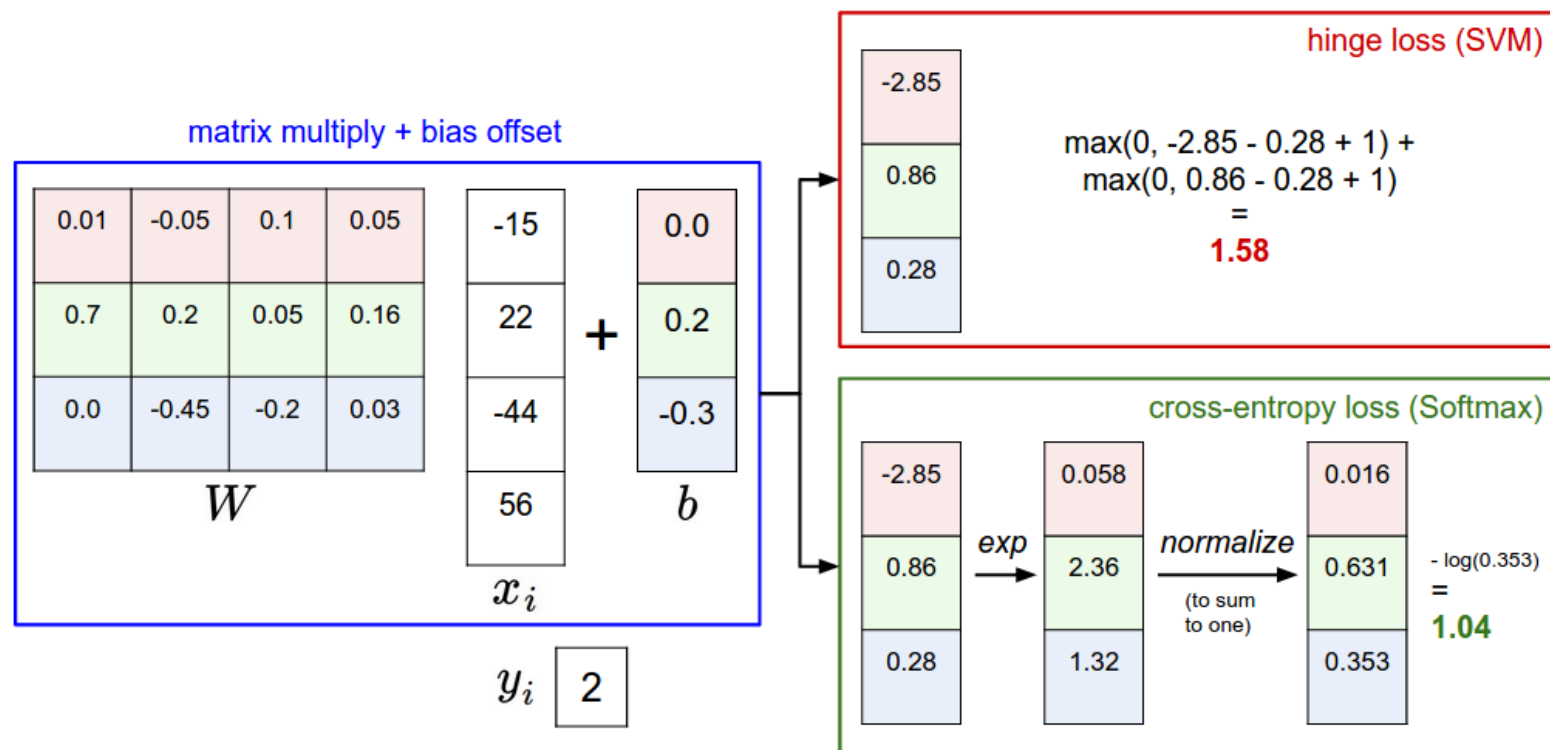 matrix multiply + bias offset
0.01 -0.05 0.1 0.05
0.7 0.2 0.05 0.16
0.0 -0.45 -0.2 0.03
W
-15
22
-44
56
x_i
+
0.0
0.2
-0.3
b
y_i 2
hinge loss (SVM)
-2.85
0.86
0.28
max(0, -2.85 - 0.28 + 1) +
max(0, 0.86 - 0.28 + 1)
=
1.58
cross-entropy loss (Softmax)
-2.85
0.86
0.28
exp
0.058
2.36
1.32
normalize
(to sum
to one)
0.016
0.631
0.353
- log(0.353)
=
1.04